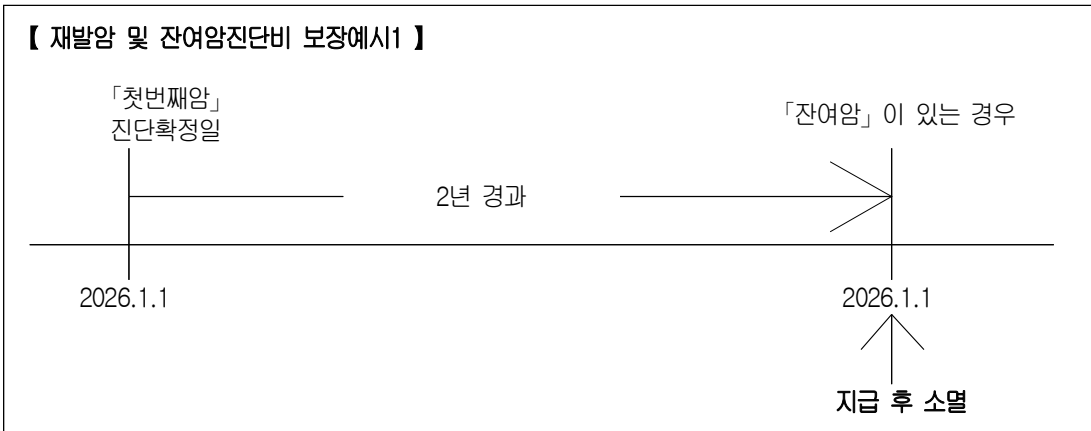 【 재발암 및 잔여암진단비 보장예시1 】
「첫번째암」
진단확정일
「잔여암」이 있는 경우
2년 경과
2026.1.1
2026.1.1
지급 후 소멸